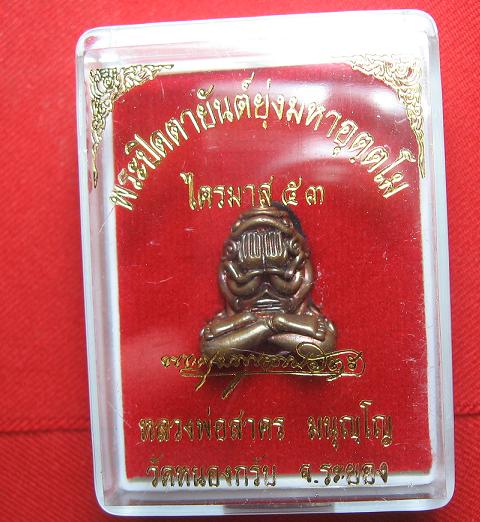 พระปิดตายันต์ยุ่งมหาอุตฺตโม
ไตรมาส ๕๓
หลวงพ่อสาคร มนุญฺโญ
วัดหนองกรับ จ.ระยอง